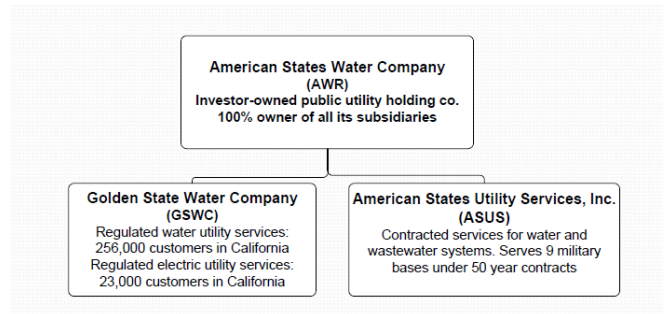 American States Water Company
(AWR)
Investor-owned public utility holding co.
100% owner of all its subsidiaries
Golden State Water Company
(GSWC)
Regulated water utility services:
256,000 customers in California
Regulated electric utility services:
23,000 customers in California
American States Utility Services, Inc.
(ASUS)
Contracted services for water and
wastewater systems. Serves 9 military
bases under 50 year contracts